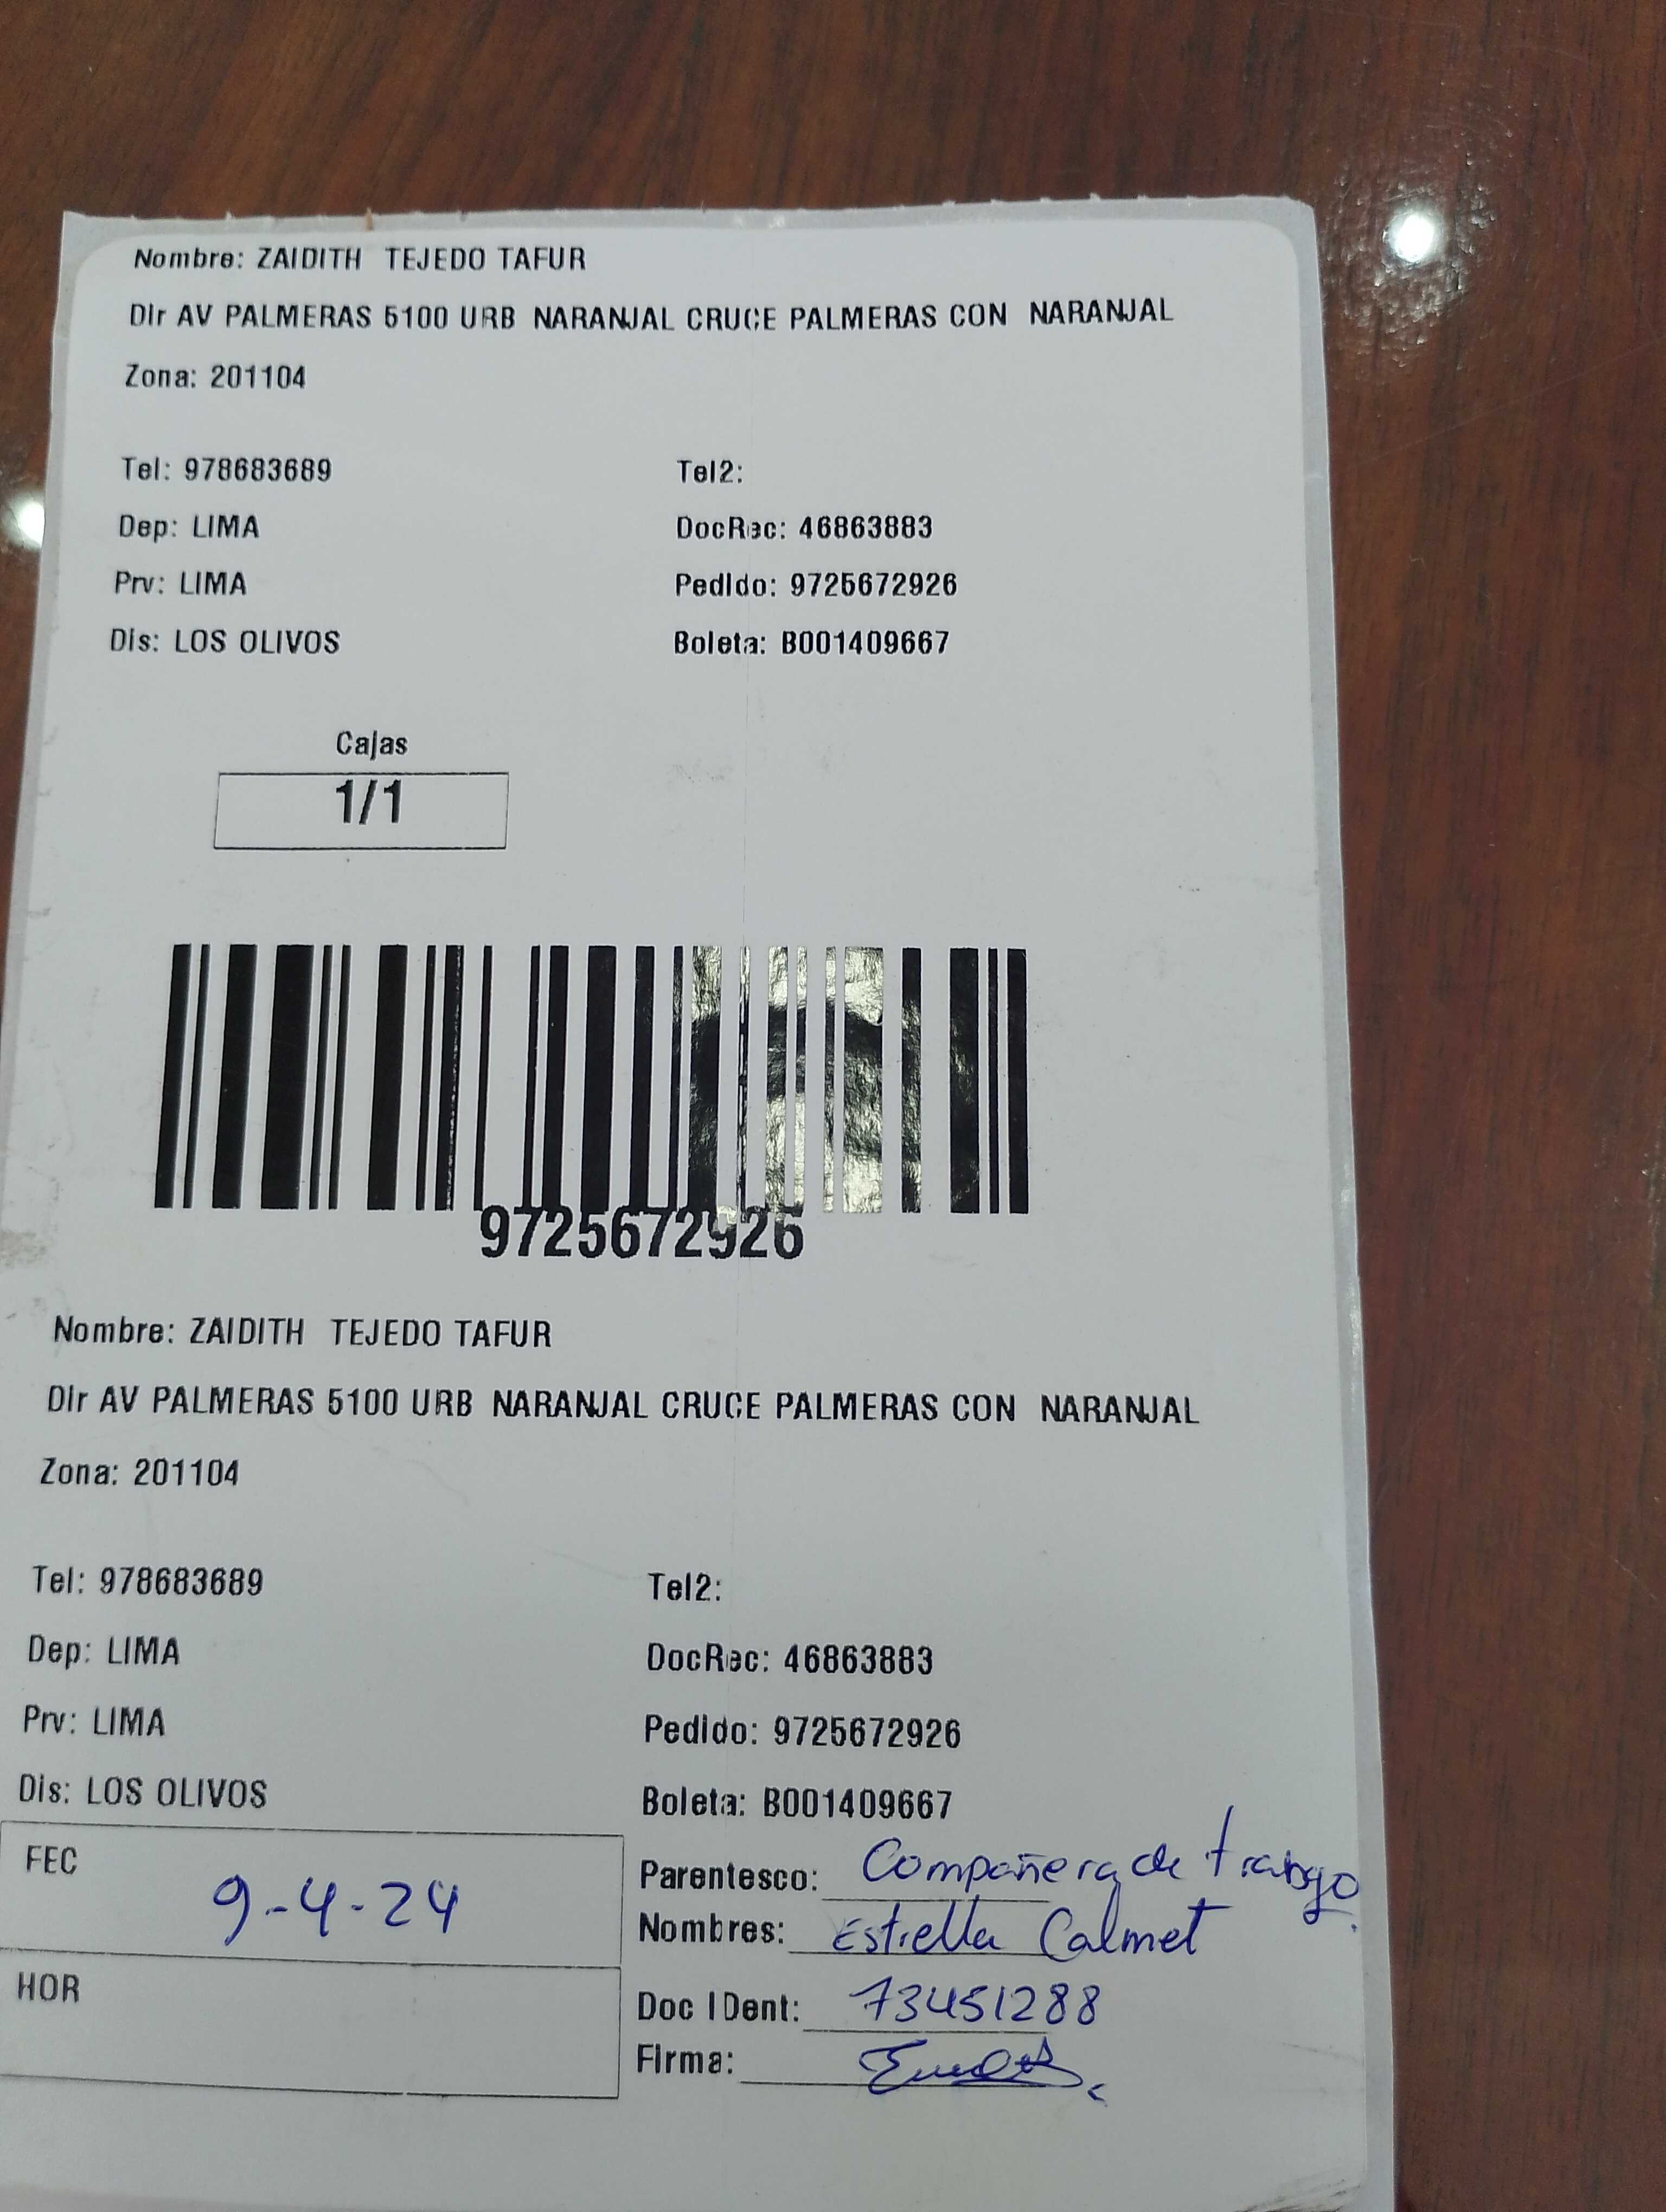 Nombre: ZAIDITH TEJEDO TAFUR
Dir AV PALMERAS 5100 URB NARANJAL CRUCE PALMERAS CON NARANJAL
Zona: 201104
Tel: 978683689 Tel2:
Dep: LIMA DocRec: 46863883
Prv: LIMA Pedido: 9725672926
Dis: LOS OLIVOS Boleta: B001409667
Cajas
1/1
9725672926
Nombre: ZAIDITH TEJEDO TAFUR
Dir AV PALMERAS 5100 URB NARANJAL CRUCE PALMERAS CON NARANJAL
Zona: 201104
Tel: 978683689 Tel2:
Dep: LIMA DocRec: 46863883
Prv: LIMA Pedido: 9725672926
Dis: LOS OLIVOS Boleta: B001409667
FEC 9-4-24
Parentesco: Compañera de trabajo
Nombres: Estrella Calmet
HOR
Doc IDent: 73451288
Firma: